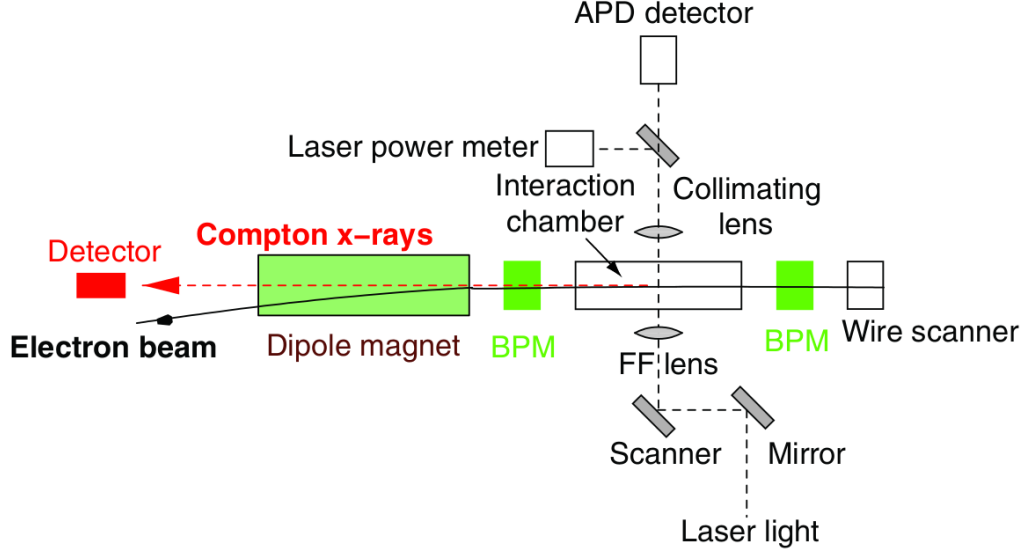 APD detector
Laser power meter
Interaction
chamber
Collimating
lens
Compton x-rays
Detector
Electron beam
Dipole magnet
BPM
FF lens
BPM
Wire scanner
Scanner
Mirror
Laser light